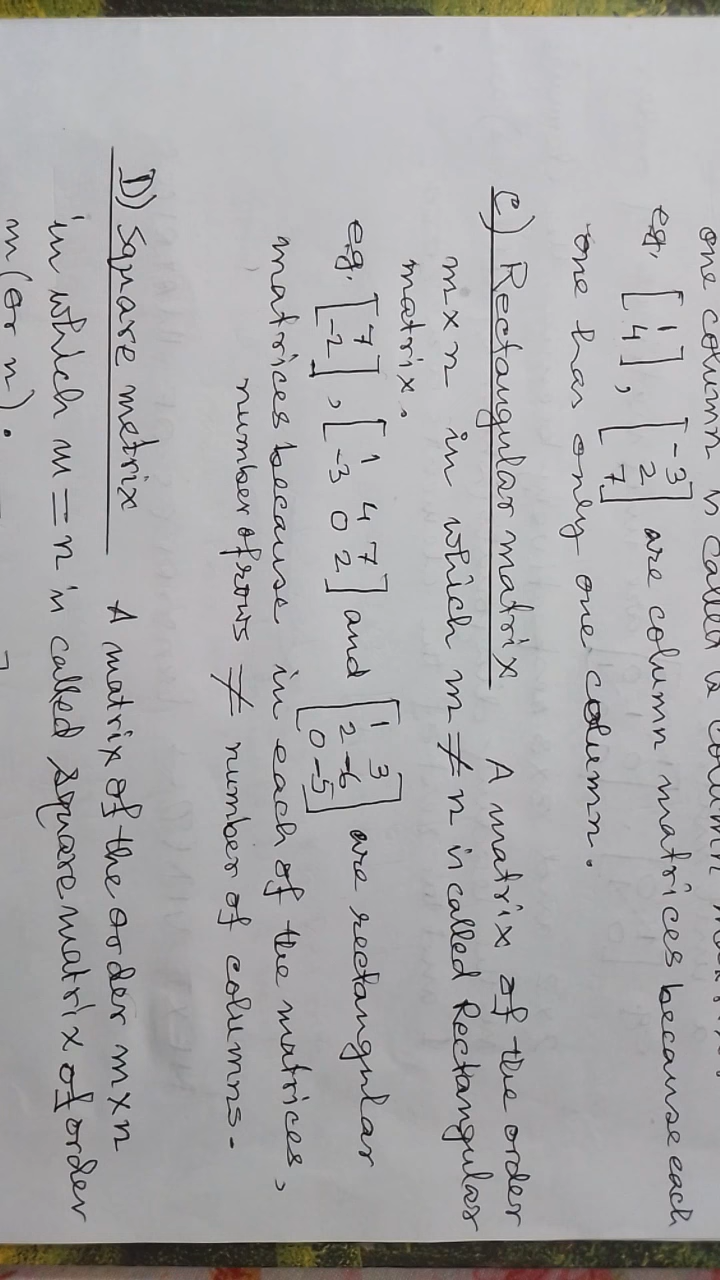 one column is called a column
eg, [1 4], [-3 2 7] are column matrices because each
one has only one column.
C) Rectangular matrix A matrix of the order
m×n in which m≠n is called Rectangular
matrix.
eg, [7 -2], [1 4 7 -3 0 2] and [1 3 2 -6 0 -5] are rectangular
matrices because in each of the matrices,
number of rows ≠ number of columns.
D) Square metrix A matrix of the order m×n
in which m=n is called square matrix of order
m(or n).